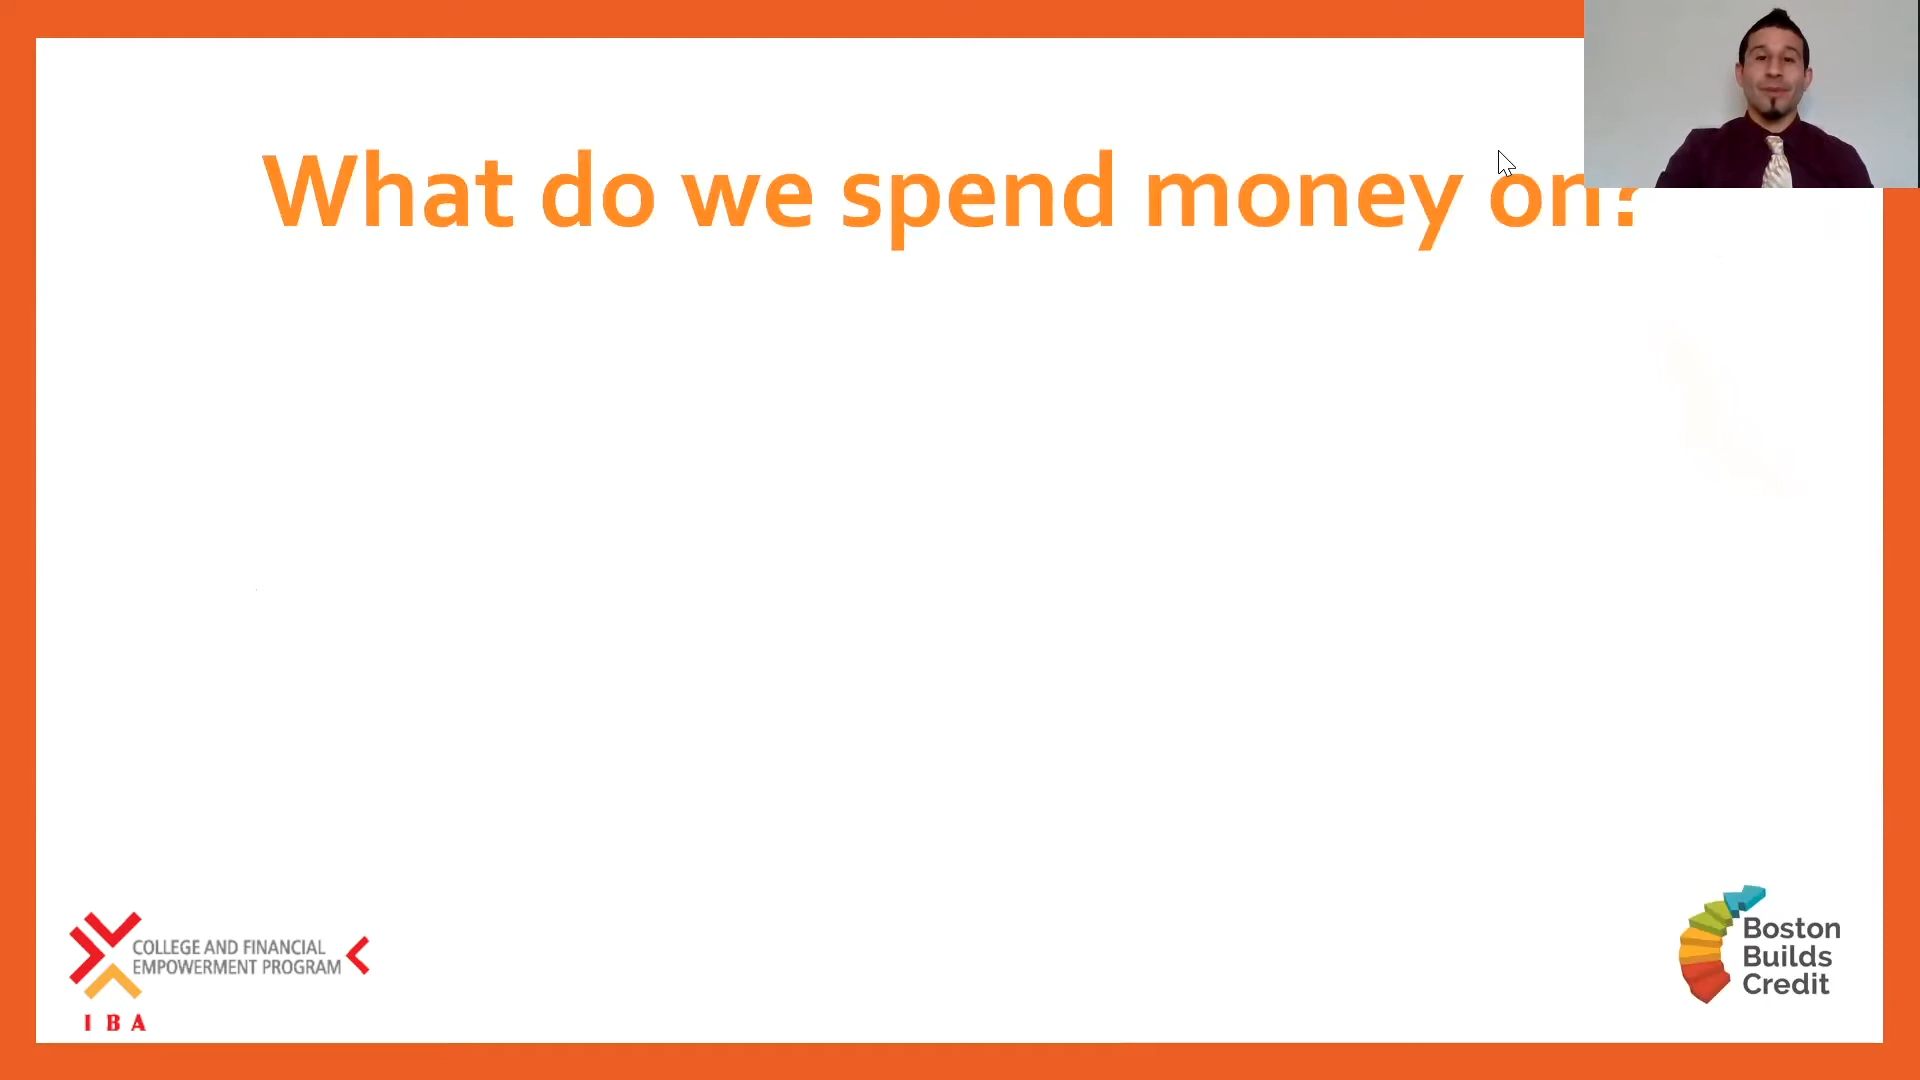 What do we spend money on?
COLLEGE AND FINANCIAL
EMPOWERMENT PROGRAM
IBA
Boston
Builds
Credit